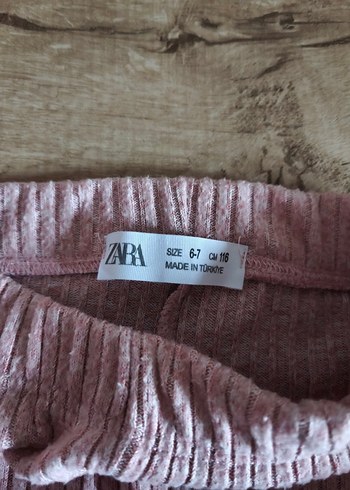 ZARA
SIZE 6-7 CM 116
MADE IN TÜRKİYE